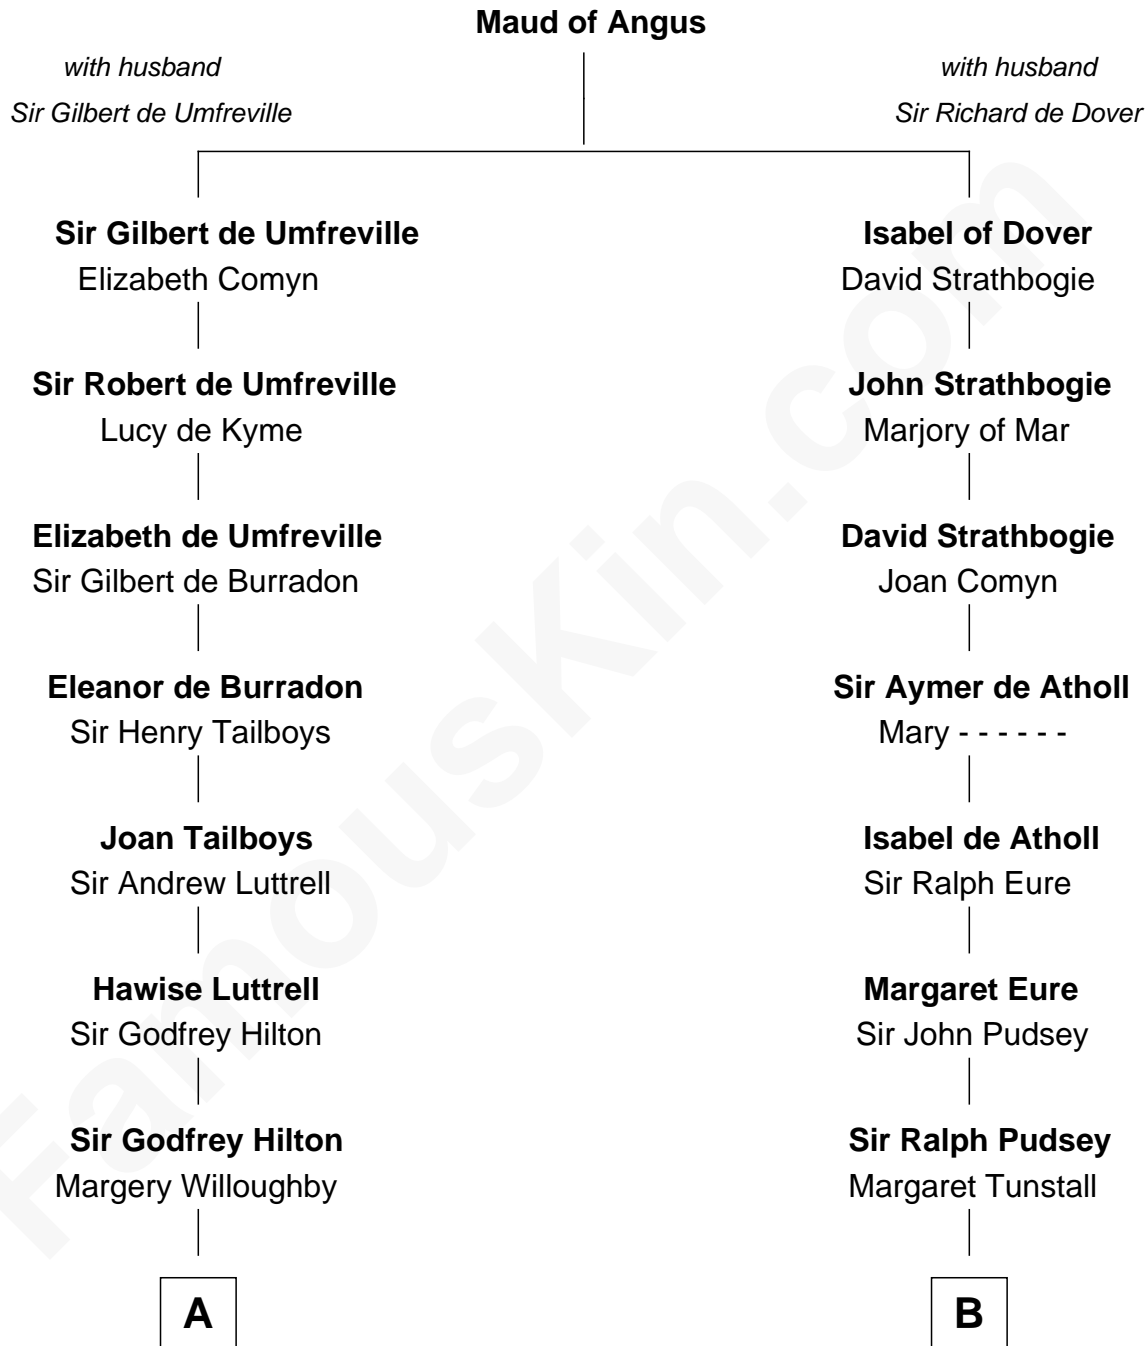 Maud of Angus
with husband
Sir Gilbert de Umfreville
with husband
Sir Richard de Dover
Sir Gilbert de Umfreville
Elizabeth Comyn
Isabel of Dover
David Strathbogie
Sir Robert de Umfreville
Lucy de Kyme
John Strathbogie
Marjory of Mar
Elizabeth de Umfreville
Sir Gilbert de Burradon
David Strathbogie
Joan Comyn
Eleanor de Burradon
Sir Henry Tailboys
Sir Aymer de Atholl
Mary - - - - - -
Joan Tailboys
Sir Andrew Luttrell
Isabel de Atholl
Sir Ralph Eure
Hawise Luttrell
Sir Godfrey Hilton
Margaret Eure
Sir John Pudsey
Sir Godfrey Hilton
Margery Willoughby
Sir Ralph Pudsey
Margaret Tunstall
A
B
FamousKin.com